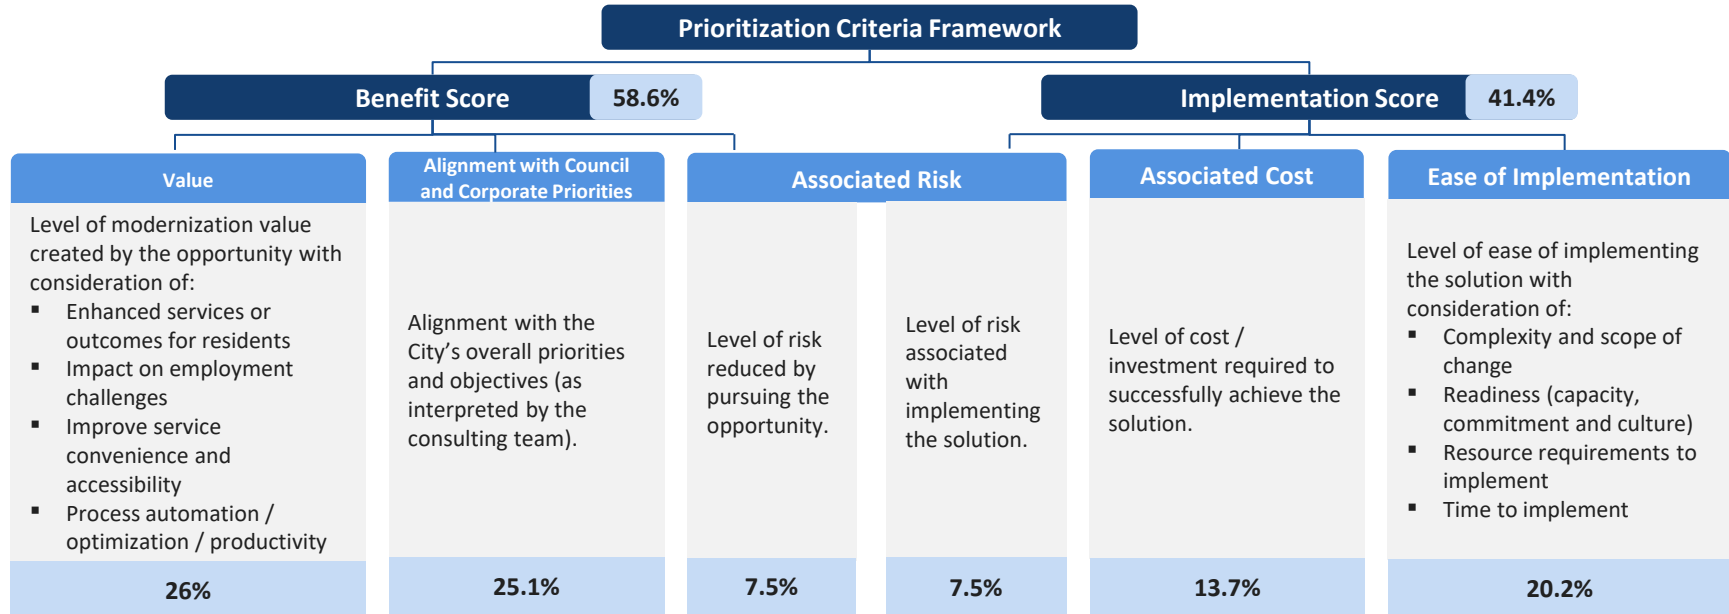 Prioritization Criteria Framework
Benefit Score
58.6%
Implementation Score
41.4%
Value
Level of modernization value
created by the opportunity with
consideration of:
▪ Enhanced services or
outcomes for residents
▪ Impact on employment
challenges
▪ Improve service
convenience and
accessibility
▪ Process automation /
optimization / productivity
26%
Alignment with Council
and Corporate Priorities
Alignment with the
City’s overall priorities
and objectives (as
interpreted by the
consulting team).
25.1%
Associated Risk
Level of risk
reduced by
pursuing the
opportunity.
7.5%
Level of risk
associated
with
implementing
the solution.
7.5%
Associated Cost
Level of cost /
investment required to
successfully achieve the
solution.
13.7%
Ease of Implementation
Level of ease of implementing
the solution with
consideration of:
▪ Complexity and scope of
change
▪ Readiness (capacity,
commitment and culture)
▪ Resource requirements to
implement
▪ Time to implement
20.2%